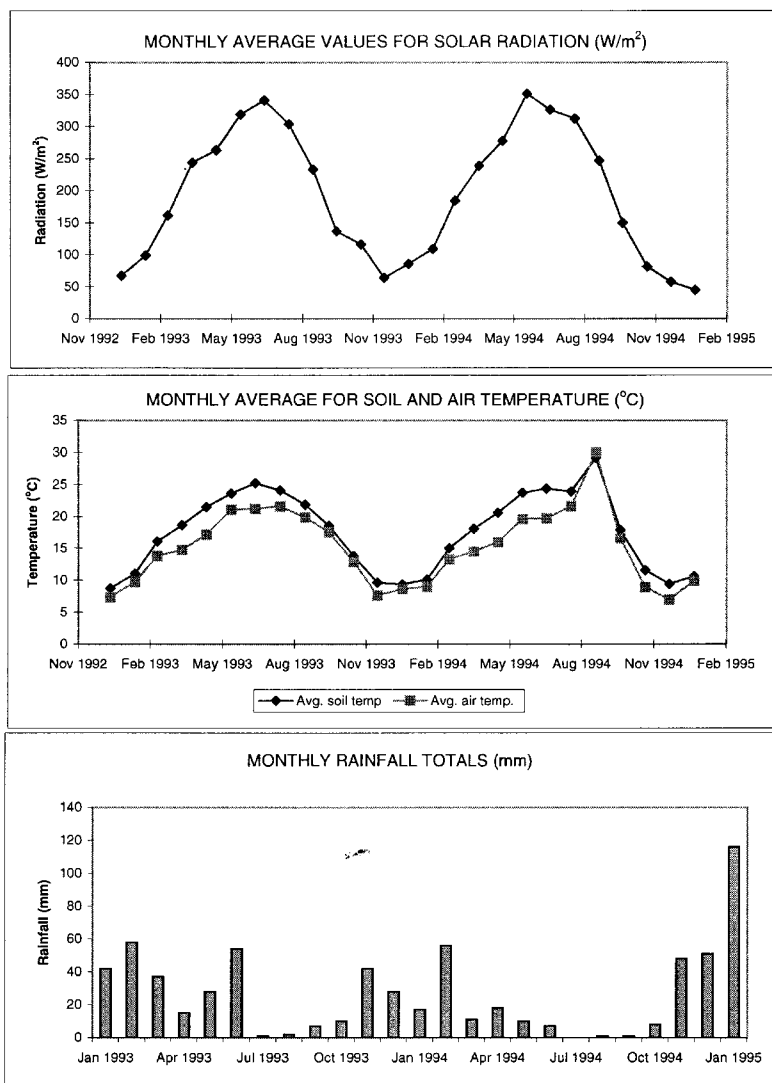 MONTHLY AVERAGE VALUES FOR SOLAR RADIATION (W/m²)
400
350
300
250
200
150
100
50
0
Radiation (W/m²)
Nov 1992 Feb 1993 May 1993 Aug 1993 Nov 1993 Feb 1994 May 1994 Aug 1994 Nov 1994 Feb 1995
MONTHLY AVERAGE FOR SOIL AND AIR TEMPERATURE (°C)
35
30
25
20
15
10
5
0
Temperature (°C)
Nov 1992 Feb 1993 May 1993 Aug 1993 Nov 1993 Feb 1994 May 1994 Aug 1994 Nov 1994 Feb 1995
Avg. soil temp Avg. air temp.
MONTHLY RAINFALL TOTALS (mm)
140
120
100
80
60
40
20
0
Rainfall (mm)
Jan 1993 Apr 1993 Jul 1993 Oct 1993 Jan 1994 Apr 1994 Jul 1994 Oct 1994 Jan 1995